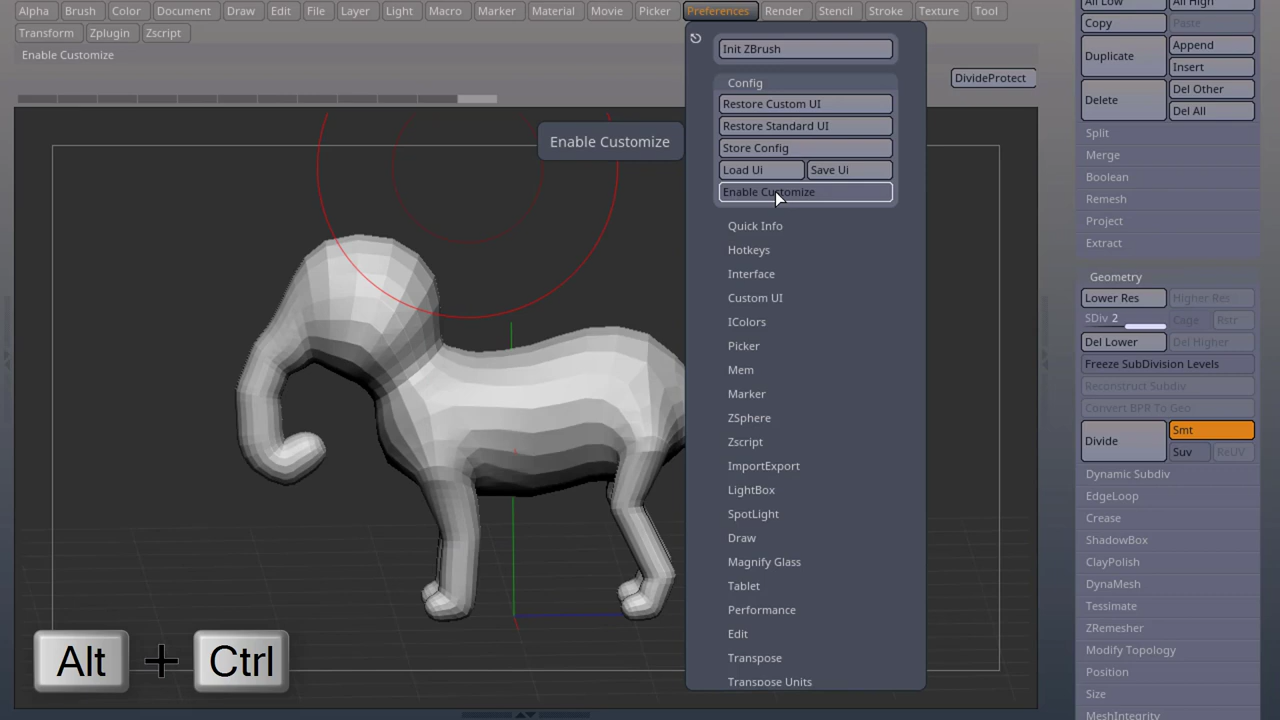 Alpha Brush Color Document Draw Edit File Layer Light Macro Marker Material Movie Picker Preferences Render Stencil Stroke Texture Tool
Transform Zplugin Zscript
Enable Customize
DivideProtect
Enable Customize
Init ZBrush
Config
Restore Custom UI
Restore Standard UI
Store Config
Load Ui Save Ui
Enable Customize
Quick Info
Hotkeys
Interface
Custom UI
IColors
Picker
Mem
Marker
ZSphere
Zscript
ImportExport
LightBox
SpotLight
Draw
Magnify Glass
Tablet
Performance
Edit
Transpose
Transpose Units
All Low All High
Copy Paste
Duplicate Append
Insert
Delete Del Other
Del All
Split
Merge
Boolean
Remesh
Project
Extract
Geometry
Lower Res Higher Res
SDiv 2 Cage Rstr
Del Lower Del Higher
Freeze SubDivision Levels
Reconstruct Subdiv
Convert BPR To Geo
Divide Smt
Suv ReUV
Dynamic Subdiv
EdgeLoop
Crease
ShadowBox
ClayPolish
DynaMesh
Tessimate
ZRemesher
Modify Topology
Position
Size
MeshIntegrity
Alt + Ctrl